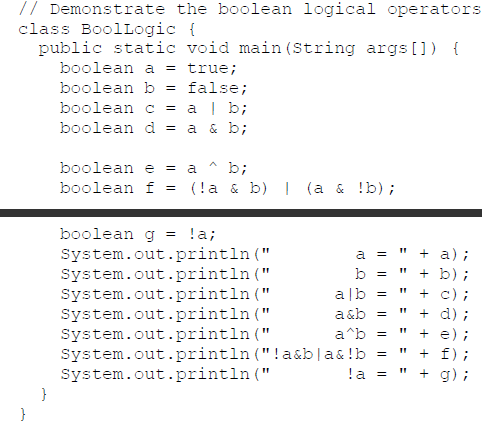 // Demonstrate the boolean logical operators
class BoolLogic {
  public static void main(String args[]) {
    boolean a = true;
    boolean b = false;
    boolean c = a | b;
    boolean d = a & b;

    boolean e = a ^ b;
    boolean f = (!a & b) | (a & !b);
    boolean g = !a;
    System.out.println("        a = " + a);
    System.out.println("        b = " + b);
    System.out.println("      a|b = " + c);
    System.out.println("      a&b = " + d);
    System.out.println("      a^b = " + e);
    System.out.println("!a&b|a&!b = " + f);
    System.out.println("       !a = " + g);
  }
}